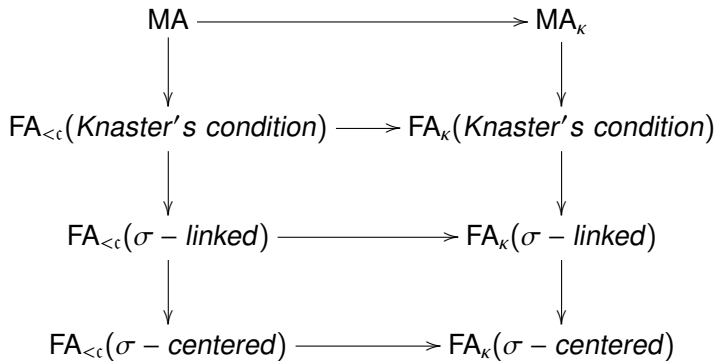 MA MA_κ
FA_{<𝔠}(Knaster's condition) FA_κ(Knaster's condition)
FA_{<𝔠}(σ – linked) FA_κ(σ – linked)
FA_{<𝔠}(σ – centered) FA_κ(σ – centered)